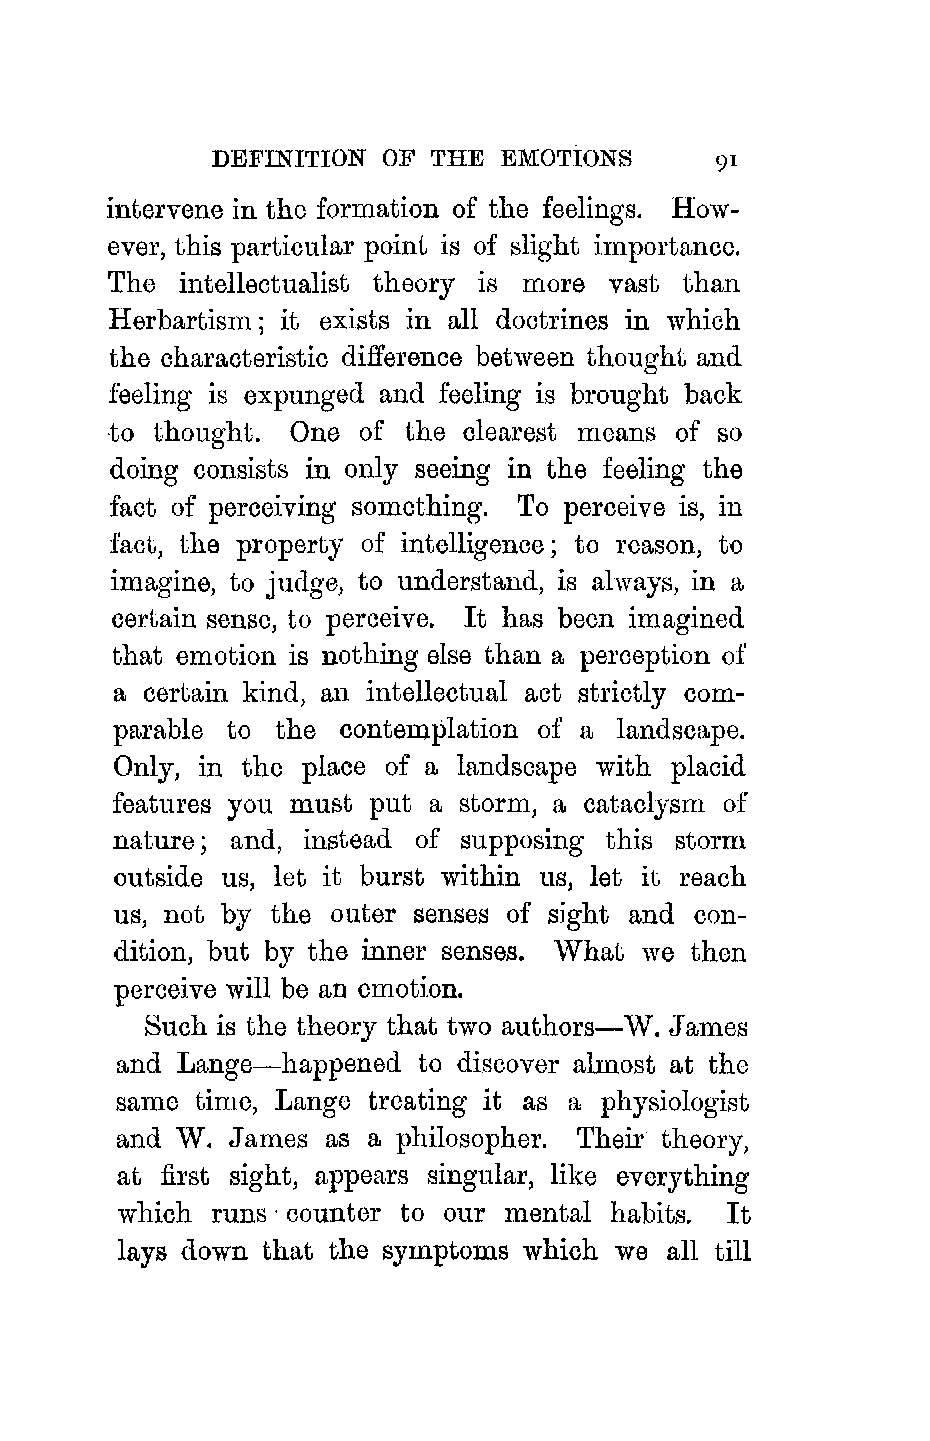 DEFINITION OF THE EMOTIONS 91
intervene in the formation of the feelings. How-
ever, this particular point is of slight importance.
The intellectualist theory is more vast than
Herbartism; it exists in all doctrines in which
the characteristic difference between thought and
feeling is expunged and feeling is brought back
to thought. One of the clearest means of so
doing consists in only seeing in the feeling the
fact of perceiving something. To perceive is, in
fact, the property of intelligence; to reason, to
imagine, to judge, to understand, is always, in a
certain sense, to perceive. It has been imagined
that emotion is nothing else than a perception of
a certain kind, an intellectual act strictly com-
parable to the contemplation of a landscape.
Only, in the place of a landscape with placid
features you must put a storm, a cataclysm of
nature; and, instead of supposing this storm
outside us, let it burst within us, let it reach
us, not by the outer senses of sight and con-
dition, but by the inner senses. What we then
perceive will be an emotion.
Such is the theory that two authors—W. James
and Lange—happened to discover almost at the
same time, Lange treating it as a physiologist
and W. James as a philosopher. Their theory,
at first sight, appears singular, like everything
which runs counter to our mental habits. It
lays down that the symptoms which we all till